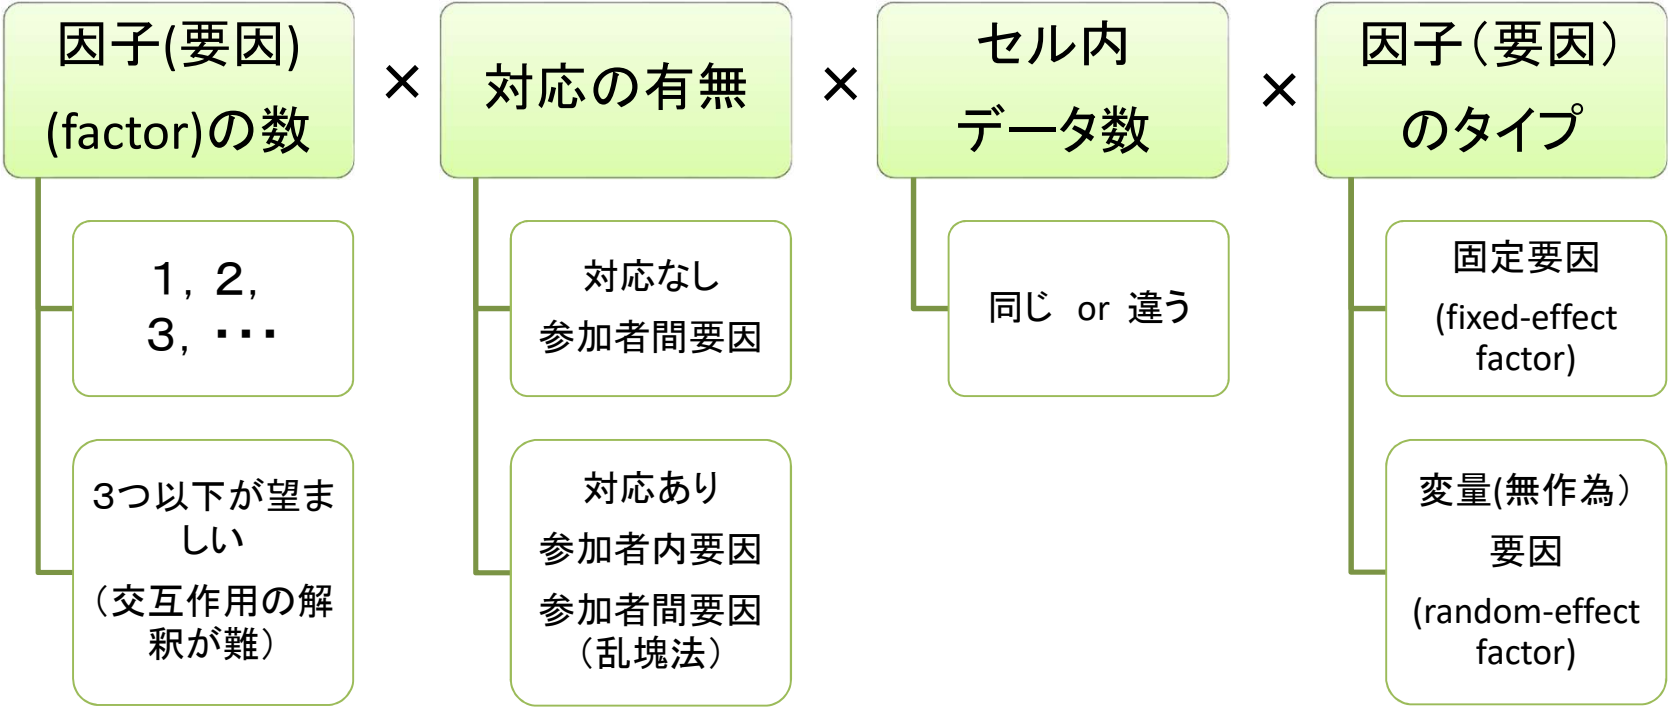 因子(要因)
(factor)の数
1, 2,
3, ・・・
3つ以下が望ま
しい
（交互作用の解
釈が難）
×
対応の有無
対応なし
参加者間要因
対応あり
参加者内要因
参加者間要因
（乱塊法）
×
セル内
データ数
同じ or 違う
×
因子（要因）
のタイプ
固定要因
(fixed-effect
factor)
変量(無作為）
要因
(random-effect
factor)